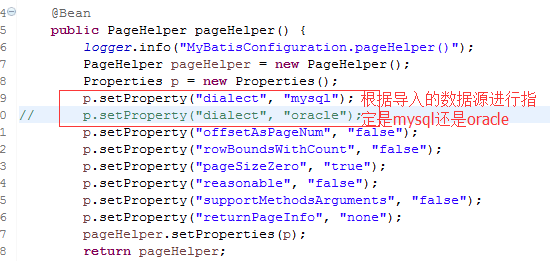 4 @Bean
5 public PageHelper pageHelper() {
6 logger.info("MyBatisConfiguration.pageHelper()");
7 PageHelper pageHelper = new PageHelper();
8 Properties p = new Properties();
9 p.setProperty("dialect", "mysql"); 根据导入的数据源进行指
0 // p.setProperty("dialect", "oracle"); 定是mysql还是oracle
1 p.setProperty("offsetAsPageNum", "false");
2 p.setProperty("rowBoundsWithCount", "false");
3 p.setProperty("pageSizeZero", "true");
4 p.setProperty("reasonable", "false");
5 p.setProperty("supportMethodsArguments", "false");
6 p.setProperty("returnPageInfo", "none");
7 pageHelper.setProperties(p);
8 return pageHelper;